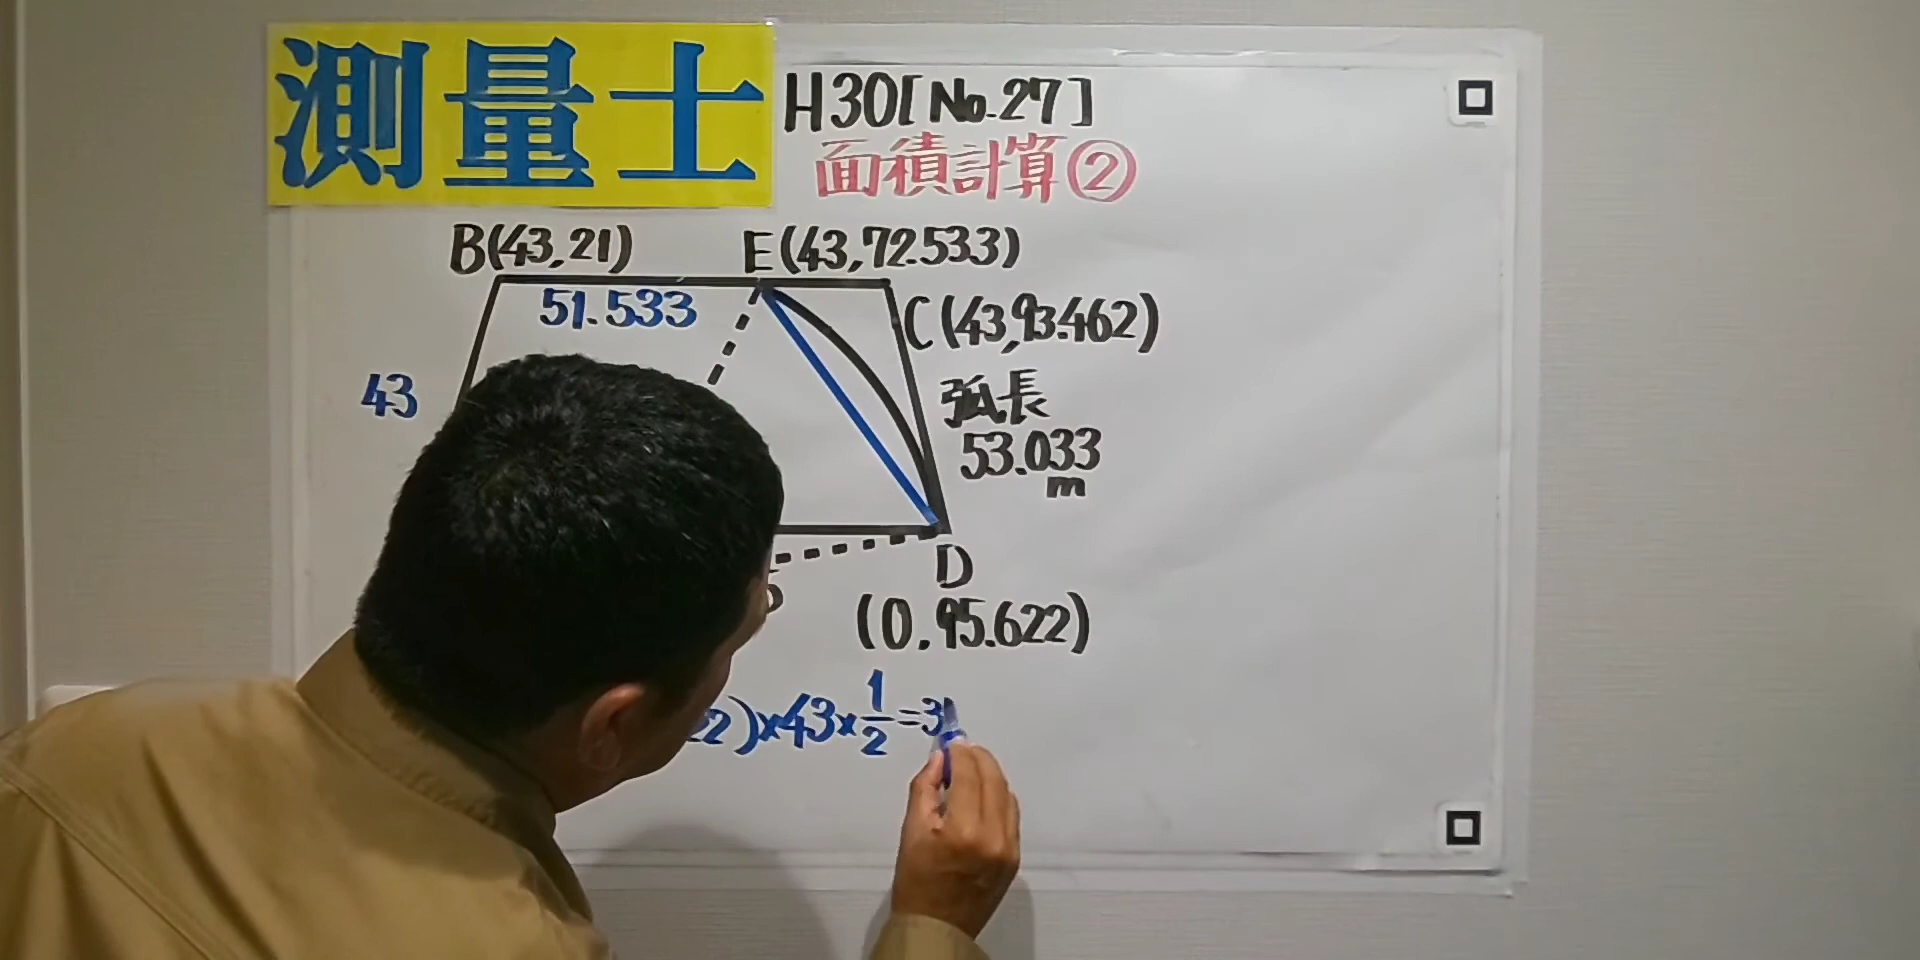 測量士
H30[No.27]
面積計算②
B(43,21)
E(43,72.533)
51.533
C(43,93.462)
43
弧長
53.033
m
D
(0,95.622)
22)×43×1/2=3